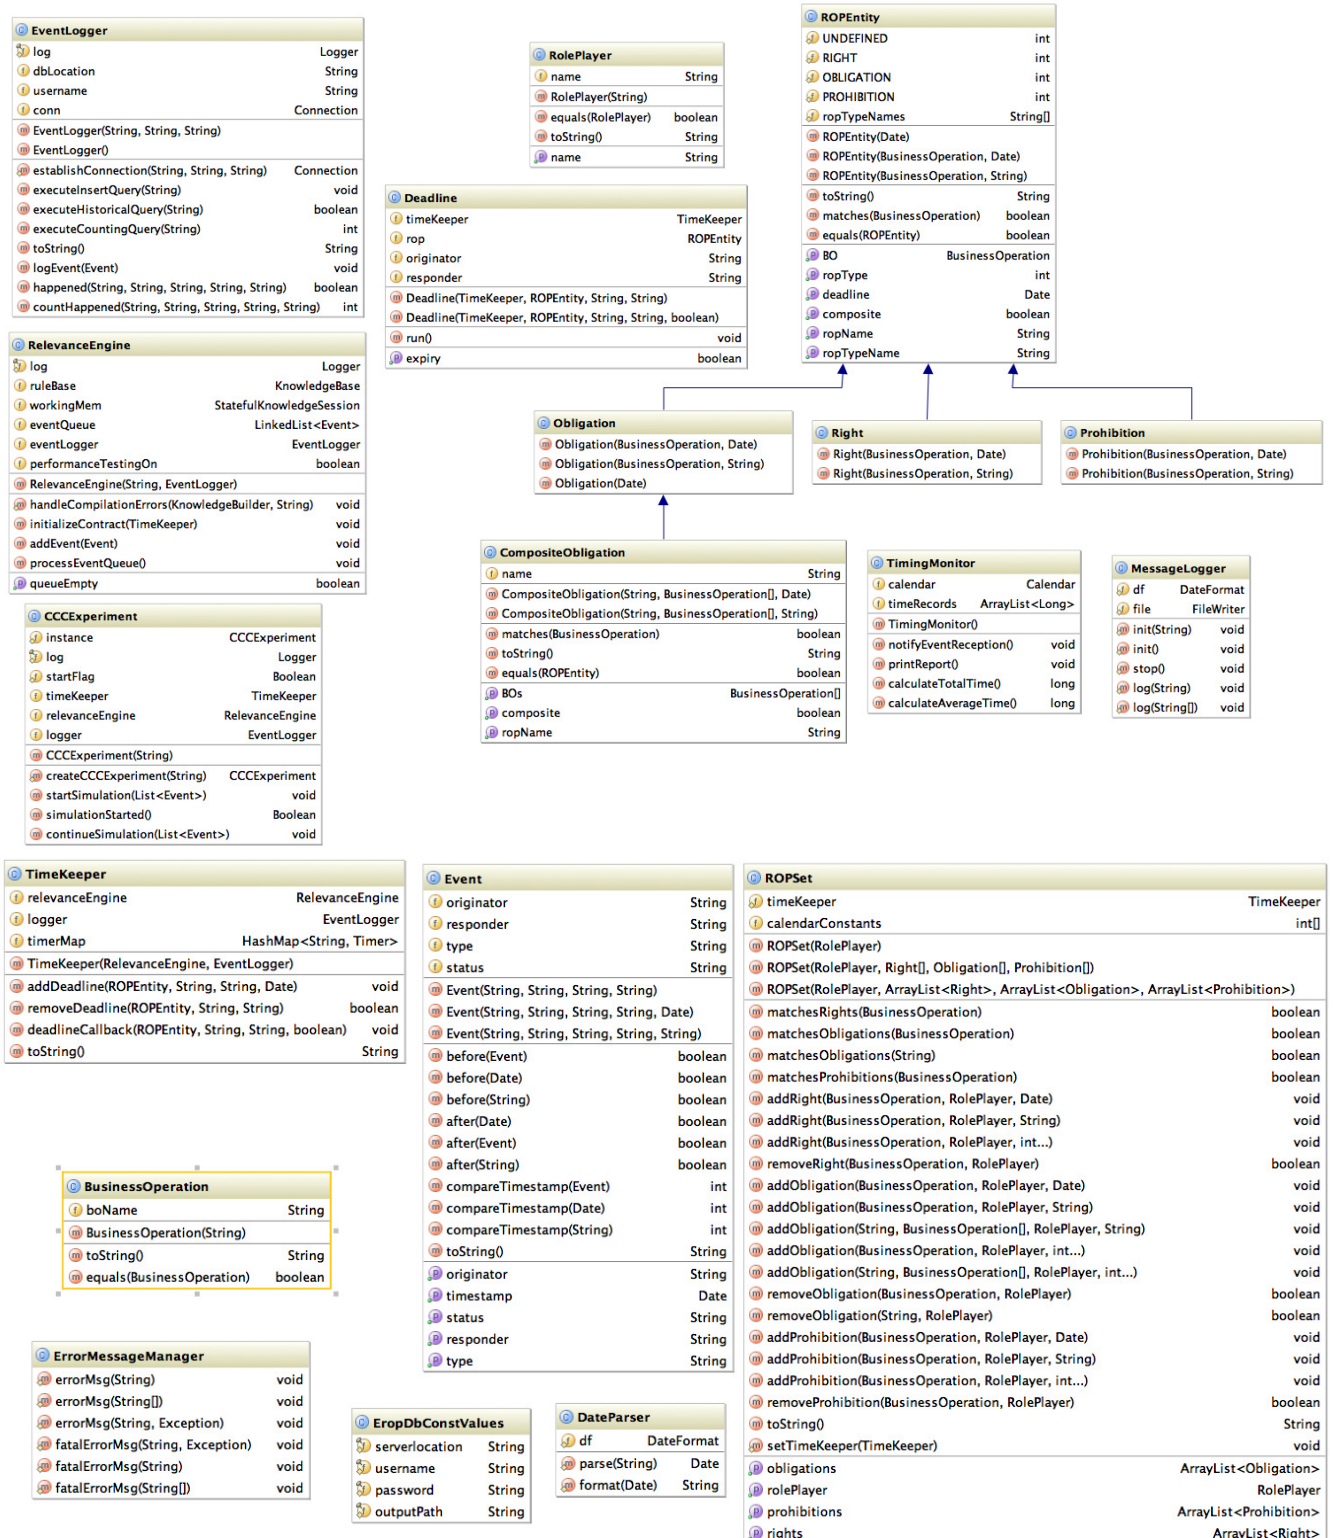 EventLogger
log Logger
dbLocation String
username String
conn Connection
EventLogger(String, String, String)
EventLogger()
establishConnection(String, String, String) Connection
executeInsertQuery(String) void
executeHistoricalQuery(String) boolean
executeCountingQuery(String) int
toString() String
logEvent(Event) void
happened(String, String, String, String, String) boolean
countHappened(String, String, String, String, String) int
RolePlayer
name String
RolePlayer(String)
equals(RolePlayer) boolean
toString() String
name String
ROPEntity
UNDEFINED int
RIGHT int
OBLIGATION int
PROHIBITION int
ropTypeNames String[]
ROPEntity(Date)
ROPEntity(BusinessOperation, Date)
ROPEntity(BusinessOperation, String)
toString() String
matches(BusinessOperation) boolean
equals(ROPEntity) boolean
BO BusinessOperation
ropType int
deadline Date
composite boolean
ropName String
ropTypeName String
Deadline
timeKeeper TimeKeeper
rop ROPEntity
originator String
responder String
Deadline(TimeKeeper, ROPEntity, String, String)
Deadline(TimeKeeper, ROPEntity, String, String, boolean)
run() void
expiry boolean
RelevanceEngine
log Logger
ruleBase KnowledgeBase
workingMem StatefulKnowledgeSession
eventQueue LinkedList<Event>
eventLogger EventLogger
performanceTestingOn boolean
RelevanceEngine(String, EventLogger)
handleCompilationErrors(KnowledgeBuilder, String) void
initializeContract(TimeKeeper) void
addEvent(Event) void
processEventQueue() void
queueEmpty boolean
Obligation
Obligation(BusinessOperation, Date)
Obligation(BusinessOperation, String)
Obligation(Date)
Right
Right(BusinessOperation, Date)
Right(BusinessOperation, String)
Prohibition
Prohibition(BusinessOperation, Date)
Prohibition(BusinessOperation, String)
CompositeObligation
name String
CompositeObligation(String, BusinessOperation[], Date)
CompositeObligation(String, BusinessOperation[], String)
matches(BusinessOperation) boolean
toString() String
equals(ROPEntity) boolean
BOs BusinessOperation[]
composite boolean
ropName String
TimingMonitor
calendar Calendar
timeRecords ArrayList<Long>
TimingMonitor()
notifyEventReception() void
printReport() void
calculateTotalTime() long
calculateAverageTime() long
MessageLogger
df DateFormat
file FileWriter
init(String) void
init() void
stop() void
log(String) void
log(String[]) void
CCCExperiment
instance CCCExperiment
log Logger
startFlag Boolean
timeKeeper TimeKeeper
relevanceEngine RelevanceEngine
logger EventLogger
CCCExperiment(String)
createCCCExperiment(String) CCCExperiment
startSimulation(List<Event>) void
simulationStarted() Boolean
continueSimulation(List<Event>) void
TimeKeeper
relevanceEngine RelevanceEngine
logger EventLogger
timerMap HashMap<String, Timer>
TimeKeeper(RelevanceEngine, EventLogger)
addDeadline(ROPEntity, String, String, Date) void
removeDeadline(ROPEntity, String, String) boolean
deadlineCallback(ROPEntity, String, String, boolean) void
toString() String
Event
originator String
responder String
type String
status String
Event(String, String, String, String)
Event(String, String, String, String, Date)
Event(String, String, String, String, String)
before(Event) boolean
before(Date) boolean
before(String) boolean
after(Date) boolean
after(Event) boolean
after(String) boolean
compareTimestamp(Event) int
compareTimestamp(Date) int
compareTimestamp(String) int
toString() String
originator String
timestamp Date
status String
responder String
type String
ROPSet
timeKeeper TimeKeeper
calendarConstants int[]
ROPSet(RolePlayer)
ROPSet(RolePlayer, Right[], Obligation[], Prohibition[])
ROPSet(RolePlayer, ArrayList<Right>, ArrayList<Obligation>, ArrayList<Prohibition>)
matchesRights(BusinessOperation) boolean
matchesObligations(BusinessOperation) boolean
matchesObligations(String) boolean
matchesProhibitions(BusinessOperation) boolean
addRight(BusinessOperation, RolePlayer, Date) void
addRight(BusinessOperation, RolePlayer, String) void
addRight(BusinessOperation, RolePlayer, int...) void
removeRight(BusinessOperation, RolePlayer) boolean
addObligation(BusinessOperation, RolePlayer, Date) void
addObligation(BusinessOperation, RolePlayer, String) void
addObligation(String, BusinessOperation[], RolePlayer, String) void
addObligation(BusinessOperation, RolePlayer, int...) void
addObligation(String, BusinessOperation[], RolePlayer, int...) void
removeObligation(BusinessOperation, RolePlayer) boolean
removeObligation(String, RolePlayer) boolean
addProhibition(BusinessOperation, RolePlayer, Date) void
addProhibition(BusinessOperation, RolePlayer, String) void
addProhibition(BusinessOperation, RolePlayer, int...) void
removeProhibition(BusinessOperation, RolePlayer) boolean
toString() String
setTimeKeeper(TimeKeeper) void
obligations ArrayList<Obligation>
rolePlayer RolePlayer
prohibitions ArrayList<Prohibition>
rights ArrayList<Right>
BusinessOperation
boName String
BusinessOperation(String)
toString() String
equals(BusinessOperation) boolean
ErrorMessageManager
errorMsg(String) void
errorMsg(String[]) void
errorMsg(String, Exception) void
fatalErrorMsg(String, Exception) void
fatalErrorMsg(String) void
fatalErrorMsg(String[]) void
EropDbConstValues
serverlocation String
username String
password String
outputPath String
DateParser
df DateFormat
parse(String) Date
format(Date) String